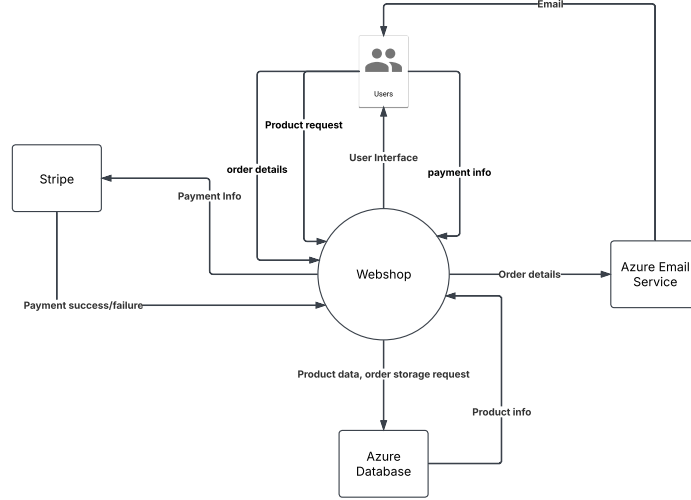 Email
Users
Product request
User Interface
order details
payment info
Stripe
Payment Info
Webshop
Order details
Azure Email
Service
Payment success/failure
Product data, order storage request
Product info
Azure
Database